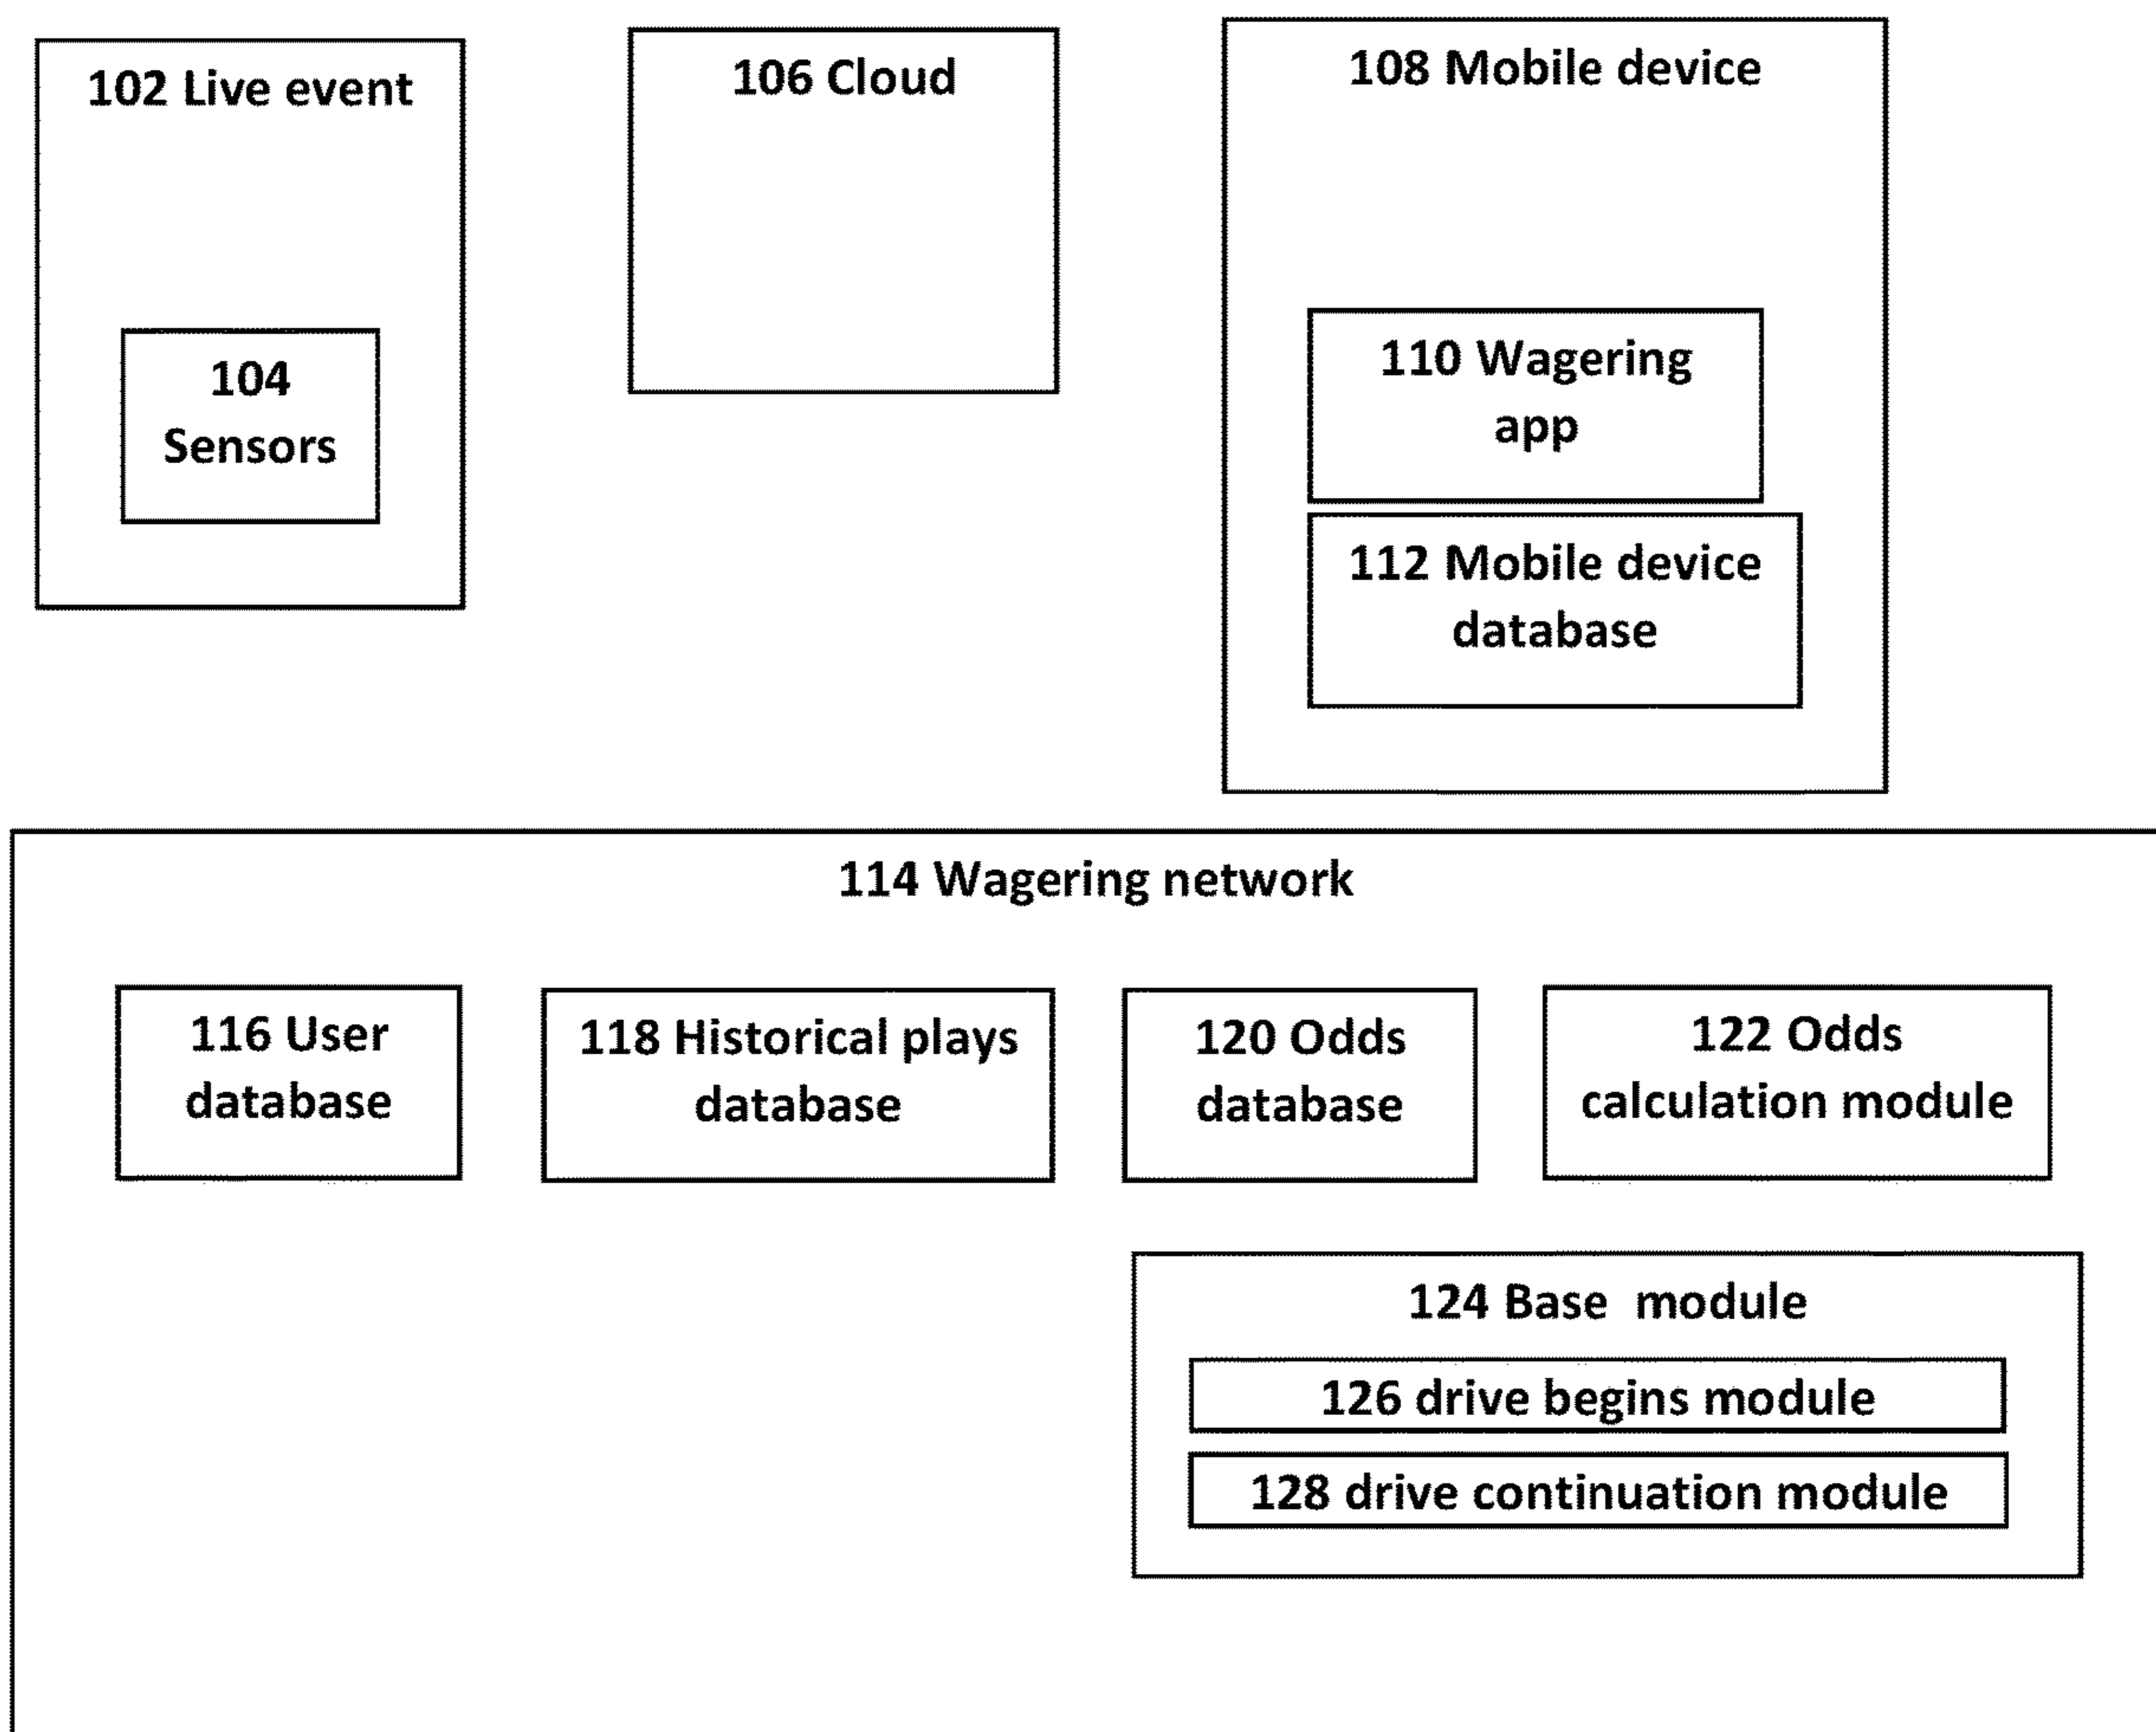 102 Live event
104
Sensors
106 Cloud
108 Mobile device
110 Wagering
app
112 Mobile device
database
114 Wagering network
116 User
database
118 Historical plays
database
120 Odds
database
122 Odds
calculation module
124 Base  module
126 drive begins module
128 drive continuation module